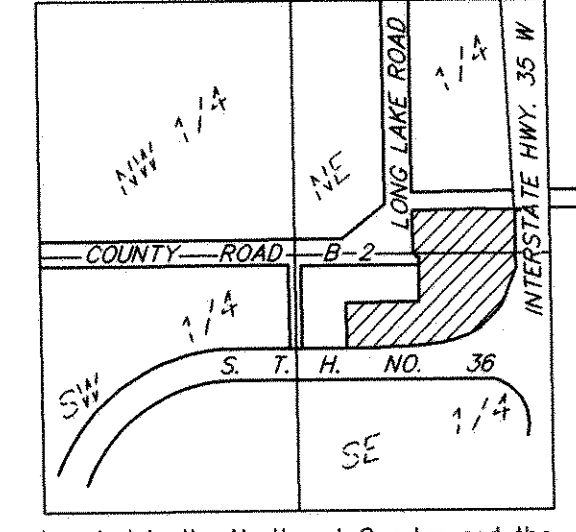 NW 1/4
NE 1/4
LONG LAKE ROAD
INTERSTATE HWY. 35 W
COUNTY ROAD B-2
SW 1/4
S. T. H. NO. 36
SE 1/4